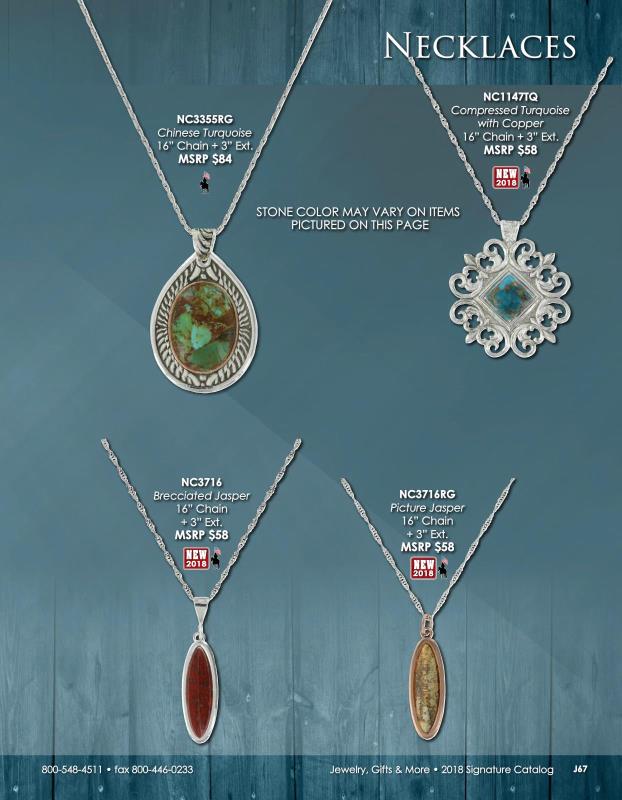 NECKLACES
NC3355RG
Chinese Turquoise
16” Chain + 3” Ext.
MSRP $84
NC1147TQ
Compressed Turquoise
with Copper
16” Chain + 3” Ext.
MSRP $58
NEW
2018
STONE COLOR MAY VARY ON ITEMS
PICTURED ON THIS PAGE
NC3716
Brecciated Jasper
16” Chain
+ 3” Ext.
MSRP $58
NEW
2018
NC3716RG
Picture Jasper
16” Chain
+ 3” Ext.
MSRP $58
NEW
2018
800-548-4511 • fax 800-446-0233
Jewelry, Gifts & More • 2018 Signature Catalog J67